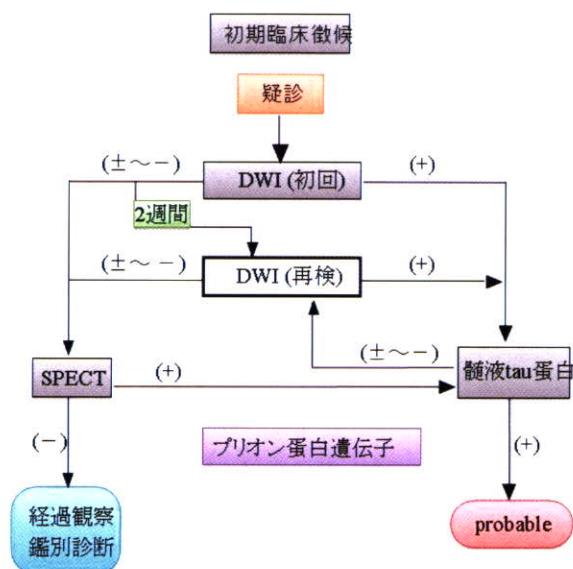 初期臨床徴候
疑診
(±～-)
DWI (初回)
(+)
2週間
(±～-)
DWI (再検)
(+)
(±～-)
SPECT
(+)
髄液tau蛋白
(-)
プリオン蛋白遺伝子
(+)
経過観察
鑑別診断
probable